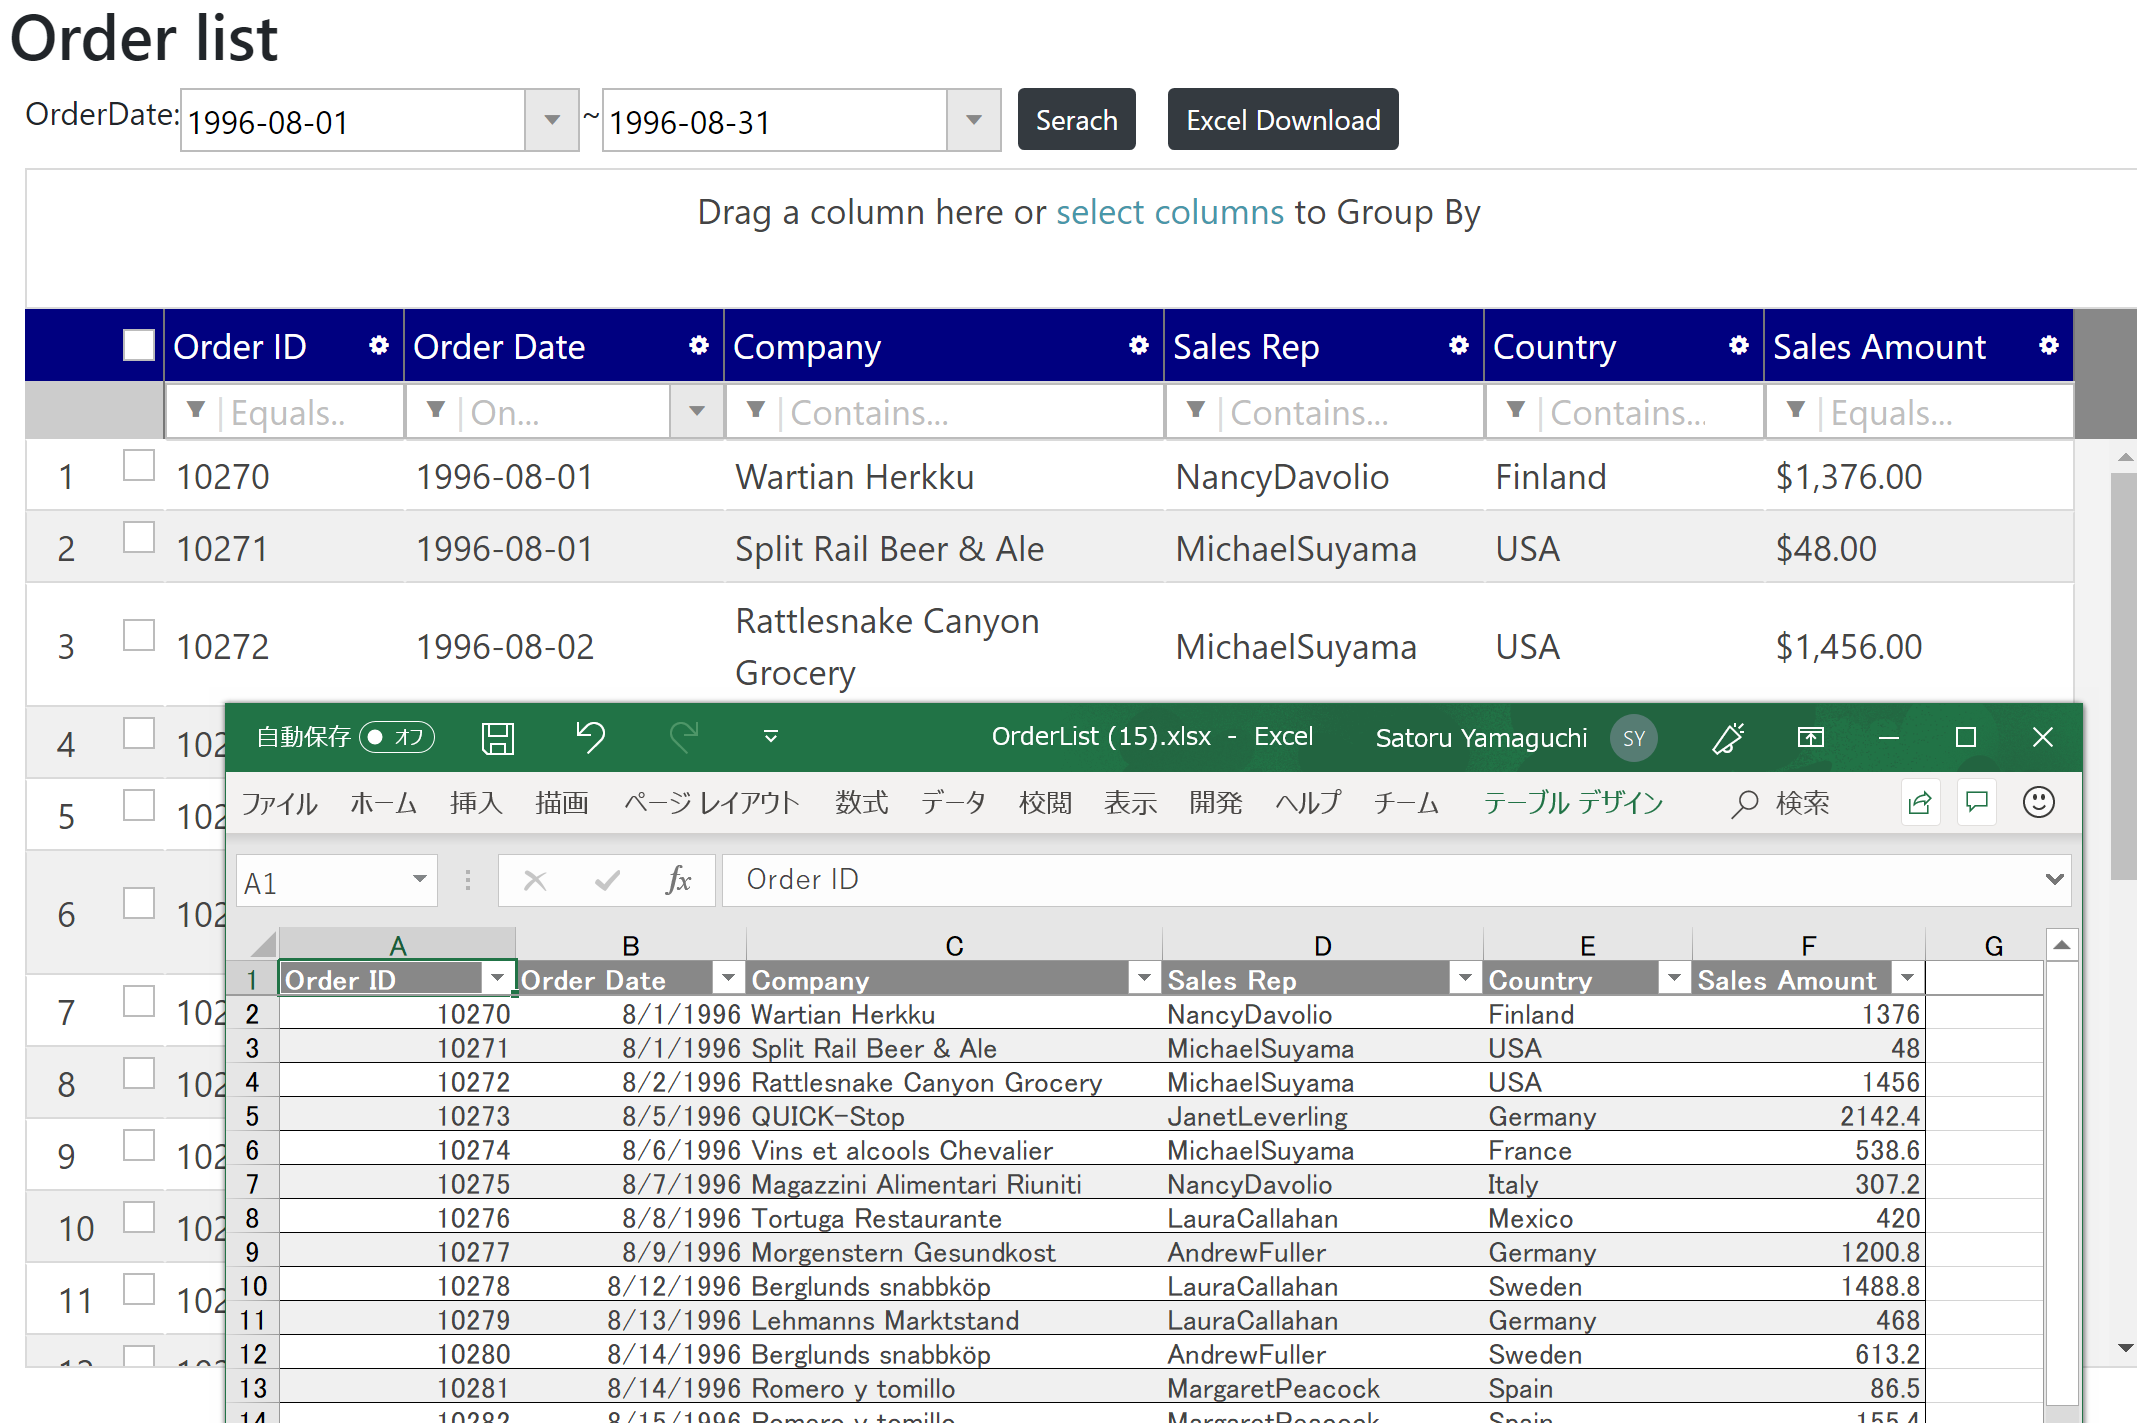 Order list
OrderDate: 1996-08-01 ~ 1996-08-31 Serach Excel Download
Drag a column here or select columns to Group By
Order ID Order Date Company Sales Rep Country Sales Amount
Equals.. On... Contains... Contains... Contains... Equals...
1 10270 1996-08-01 Wartian Herkku NancyDavolio Finland $1,376.00
2 10271 1996-08-01 Split Rail Beer & Ale MichaelSuyama USA $48.00
3 10272 1996-08-02 Rattlesnake Canyon Grocery MichaelSuyama USA $1,456.00
4 102
5 102
6 102
7 102
8 102
9 102
10 102
11 102
自動保存 オフ OrderList (15).xlsx - Excel Satoru Yamaguchi SY
ファイル ホーム 挿入 描画 ページ レイアウト 数式 データ 校閲 表示 開発 ヘルプ チーム テーブル デザイン 検索
A1 fx Order ID
A B C D E F G
1 Order ID Order Date Company Sales Rep Country Sales Amount
2 10270 8/1/1996 Wartian Herkku NancyDavolio Finland 1376
3 10271 8/1/1996 Split Rail Beer & Ale MichaelSuyama USA 48
4 10272 8/2/1996 Rattlesnake Canyon Grocery MichaelSuyama USA 1456
5 10273 8/5/1996 QUICK-Stop JanetLeverling Germany 2142.4
6 10274 8/6/1996 Vins et alcools Chevalier MichaelSuyama France 538.6
7 10275 8/7/1996 Magazzini Alimentari Riuniti NancyDavolio Italy 307.2
8 10276 8/8/1996 Tortuga Restaurante LauraCallahan Mexico 420
9 10277 8/9/1996 Morgenstern Gesundkost AndrewFuller Germany 1200.8
10 10278 8/12/1996 Berglunds snabbköp LauraCallahan Sweden 1488.8
11 10279 8/13/1996 Lehmanns Marktstand LauraCallahan Germany 468
12 10280 8/14/1996 Berglunds snabbköp AndrewFuller Sweden 613.2
13 10281 8/14/1996 Romero y tomillo MargaretPeacock Spain 86.5
14 10282 8/15/1996 Romero y tomillo MargaretPeacock Spain 155.4